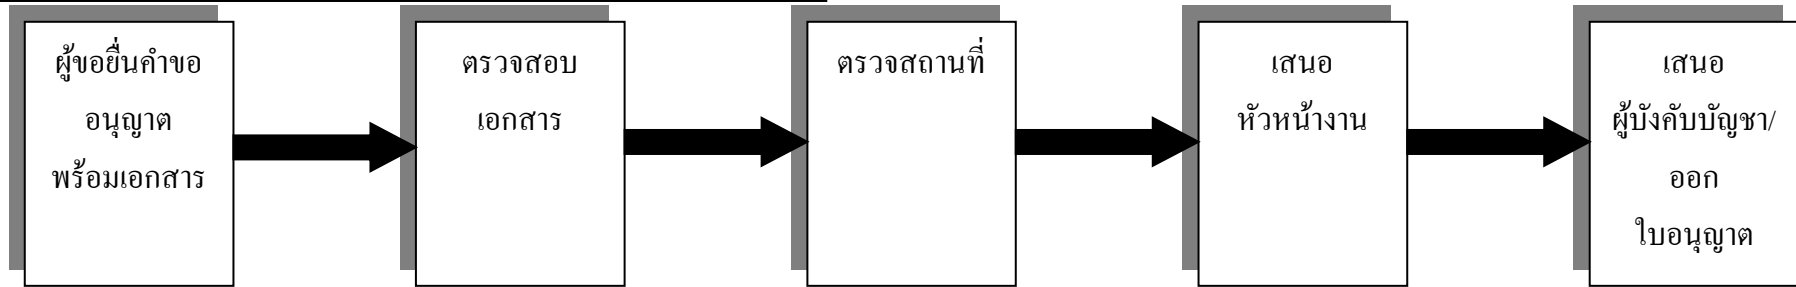 ผู้ขอยื่นคำขอ
อนุญาต
พร้อมเอกสาร
ตรวจสอบ
เอกสาร
ตรวจสถานที่
เสนอ
หัวหน้างาน
เสนอ
ผู้บังคับบัญชา/
ออก
ใบอนุญาต